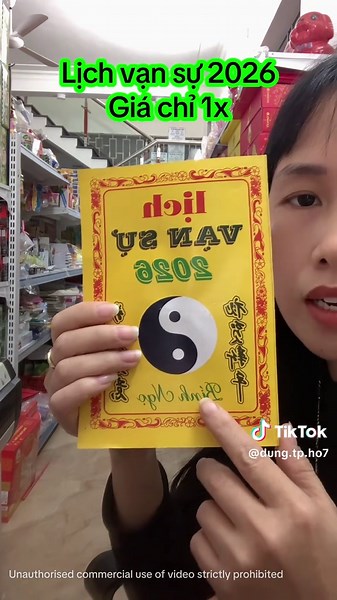 Lịch vạn sự 2026
Giá chỉ 1x
lịch
VẠN SỰ
2026
Bính Ngọ
TikTok
@dung.tp.ho7
Unauthorised commercial use of video strictly prohibited